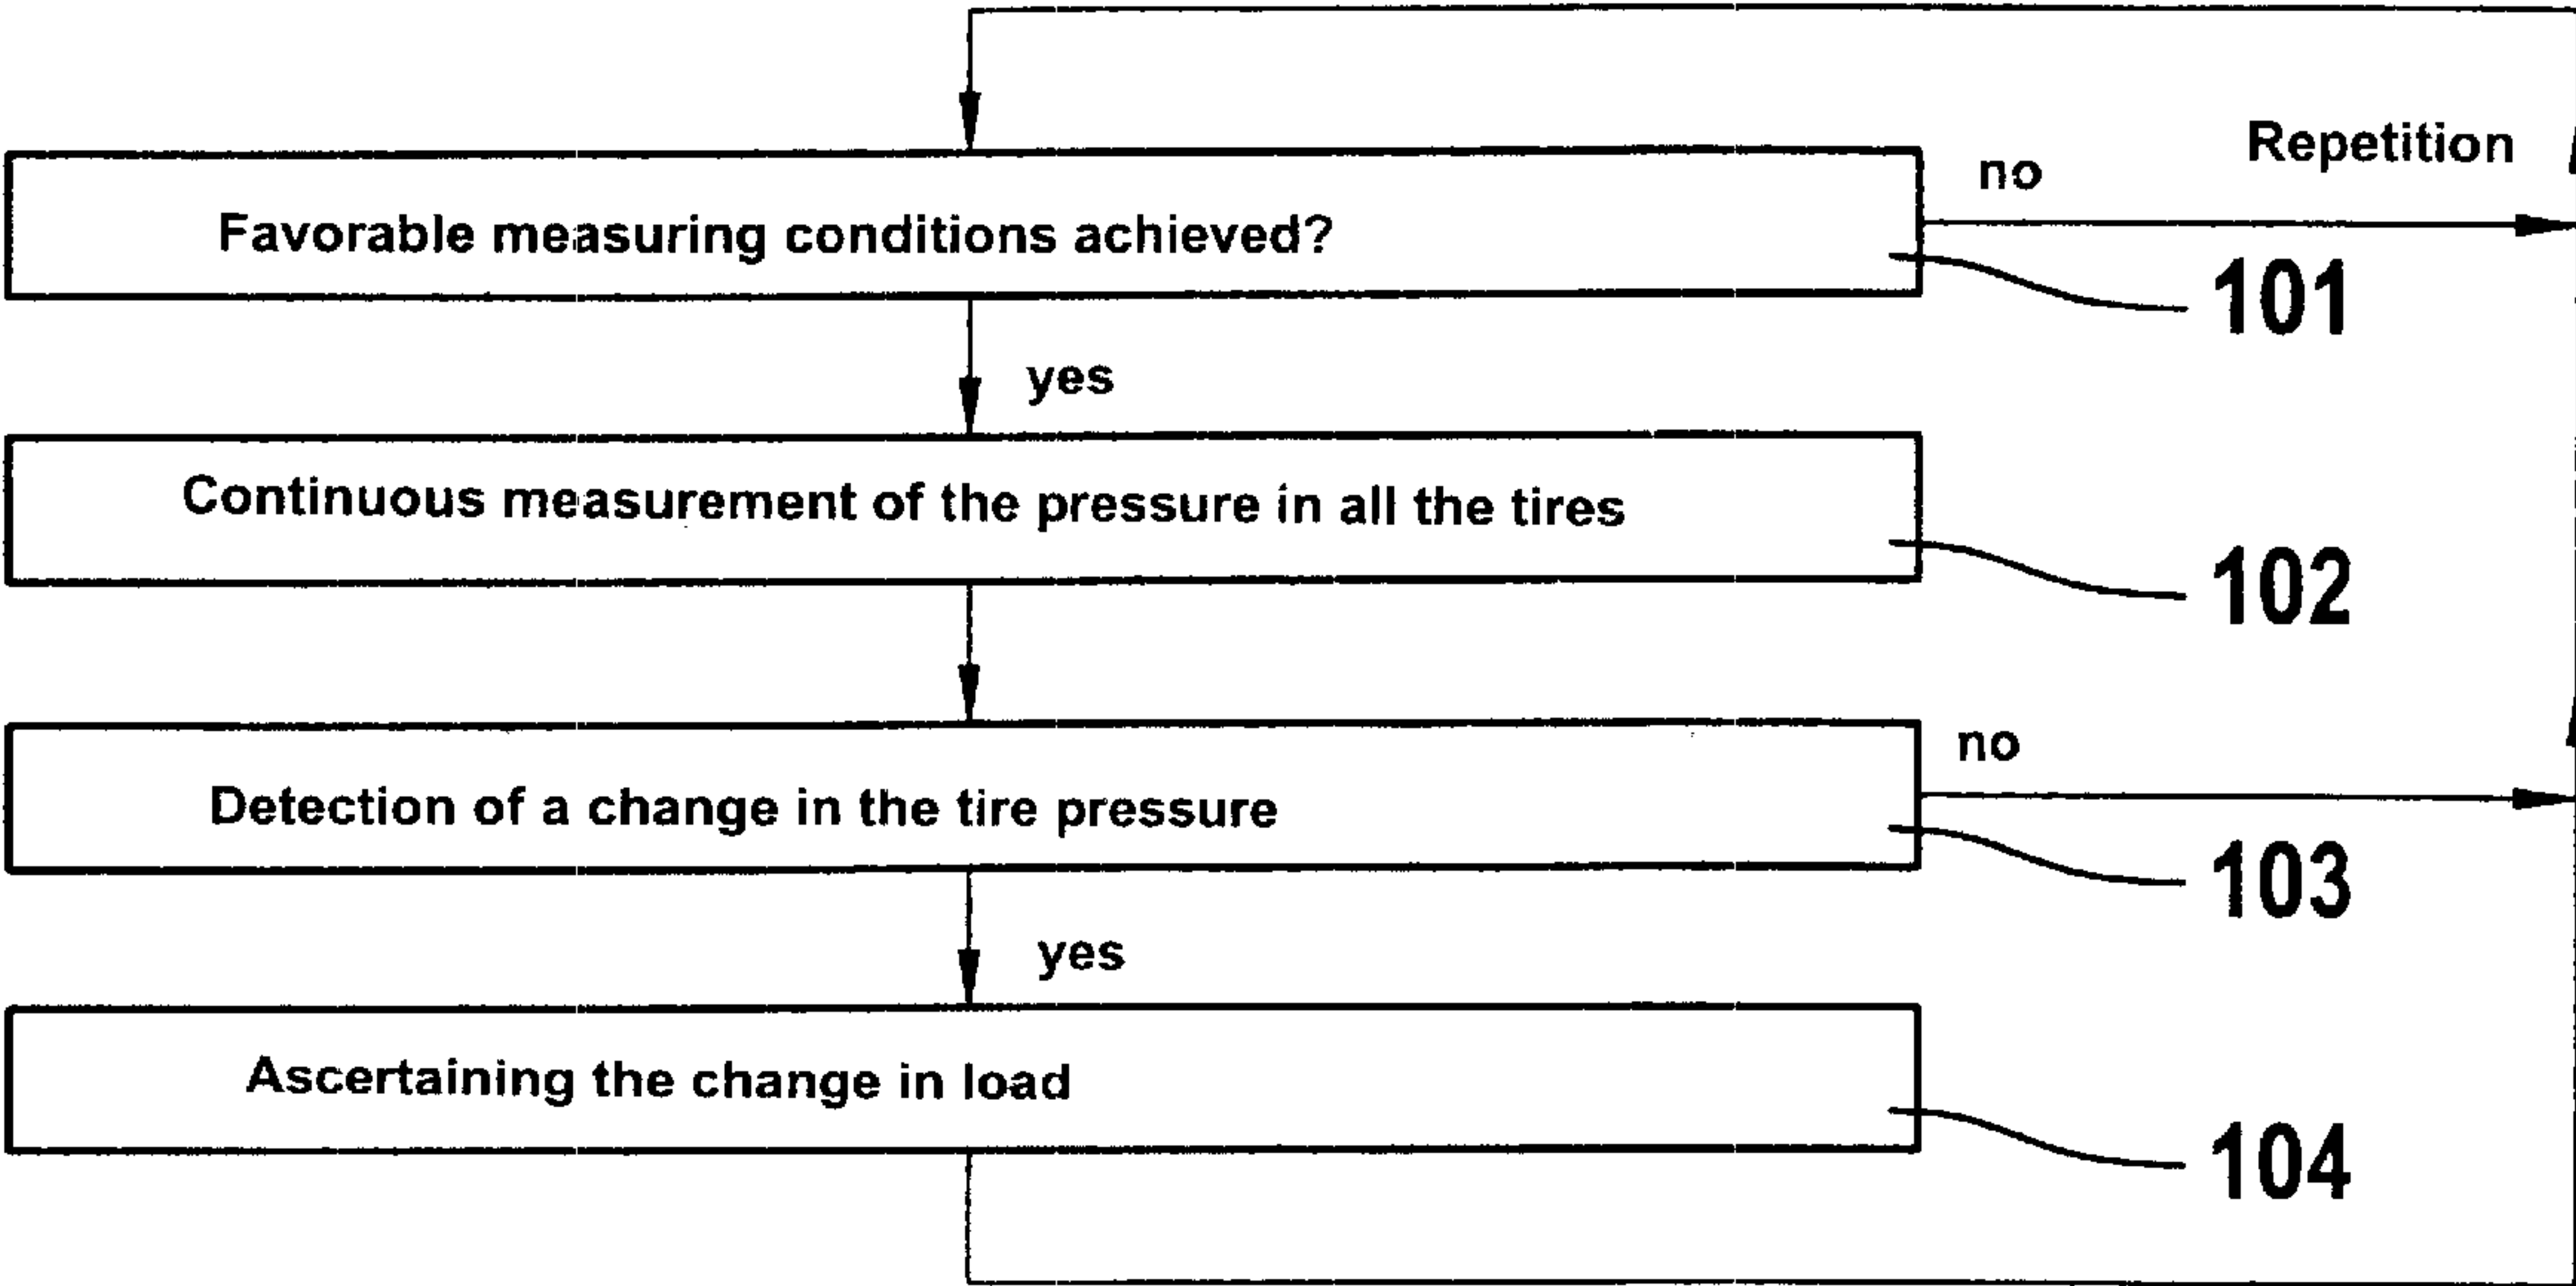 Repetition
no
Favorable measuring conditions achieved?
101
yes
Continuous measurement of the pressure in all the tires
102
no
Detection of a change in the tire pressure
103
yes
Ascertaining the change in load
104